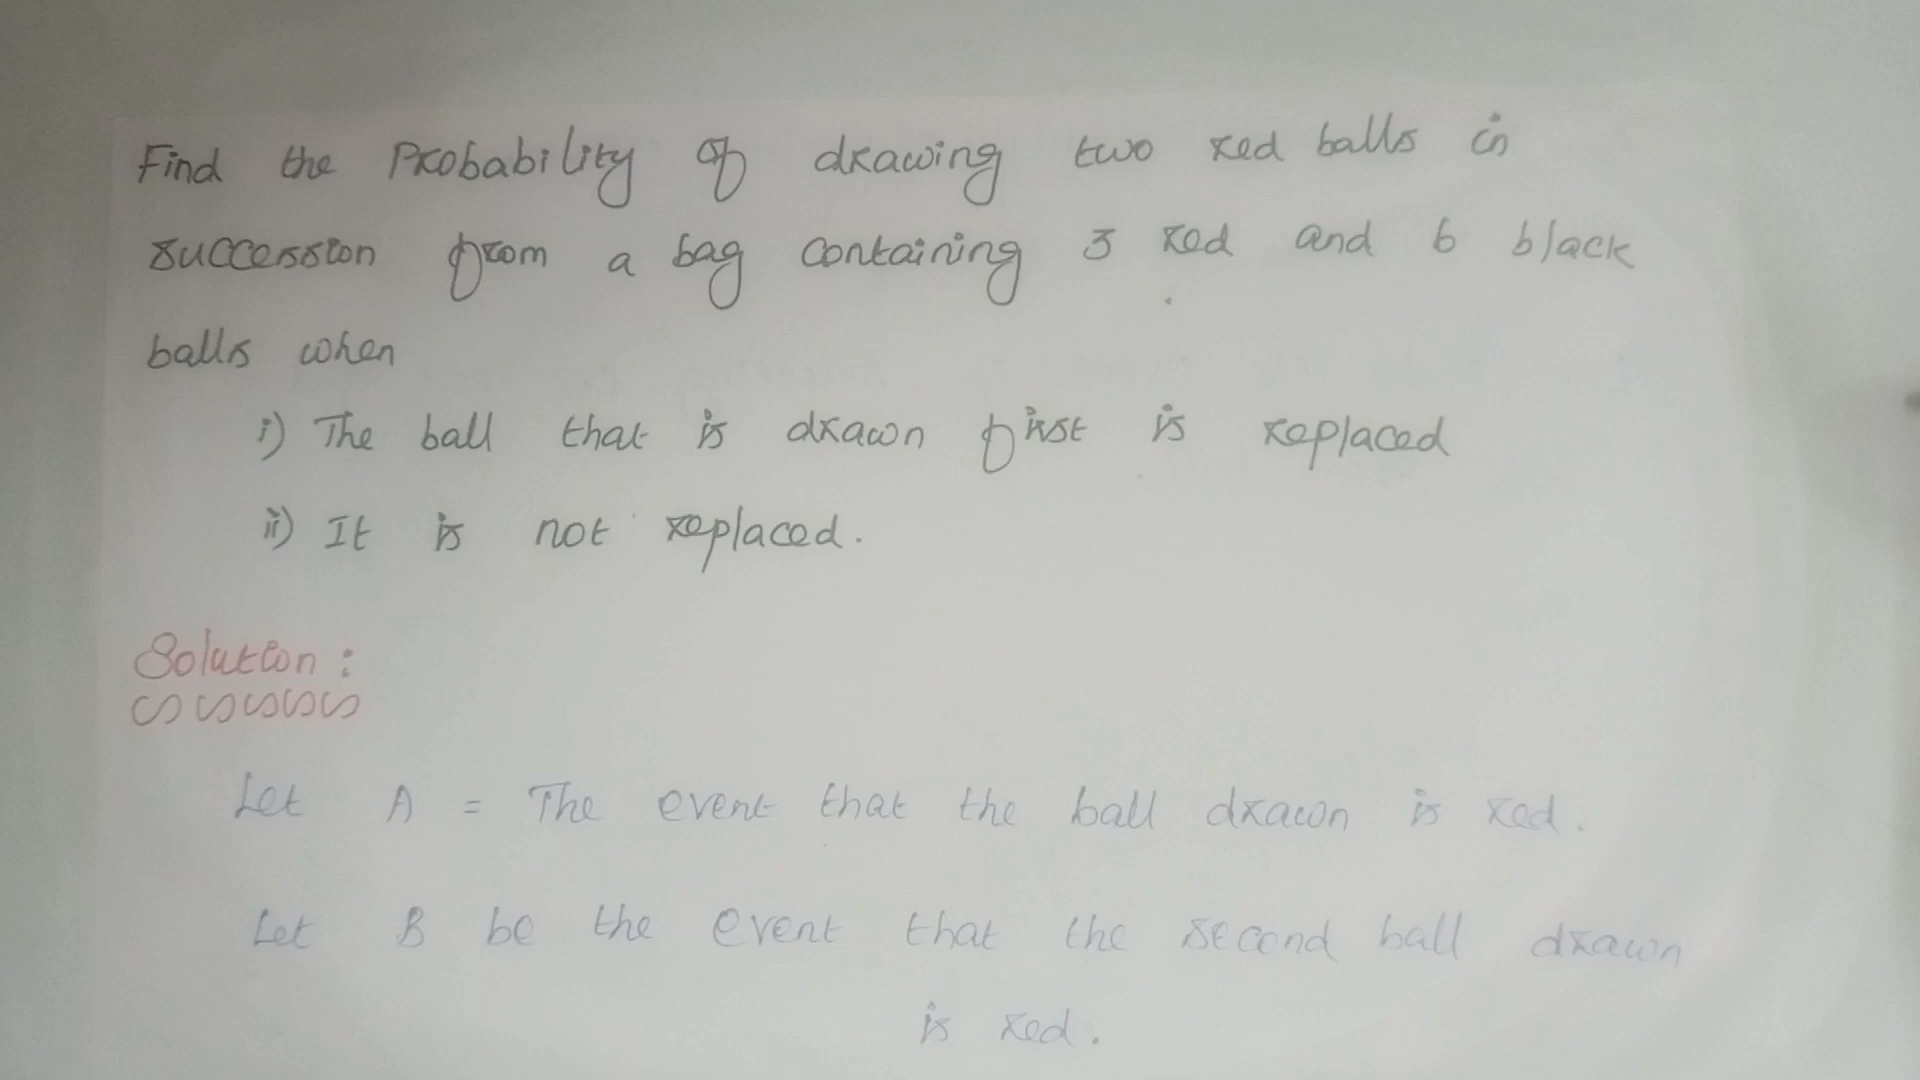 Find the Probability of drawing two red balls in
succession from a bag containing 3 red and 6 black
balls when
i) The ball that is drawn first is replaced
ii) It is not replaced.
Solution :
Let A = The event that the ball drawn is red.
Let B be the event that the second ball drawn
is red.